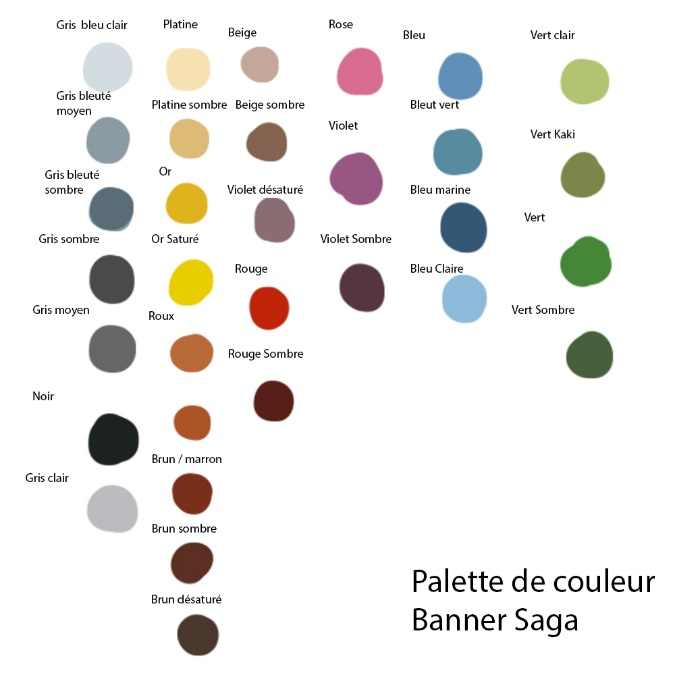 Gris  bleu clair
Gris bleuté
moyen
Gris bleuté
sombre
Gris sombre
Gris moyen
Noir
Gris clair
Platine
Platine sombre
Or
Or Saturé
Roux
Brun / marron
Brun sombre
Brun désaturé
Beige
Beige sombre
Violet désaturé
Rouge
Rouge Sombre
Rose
Violet
Violet Sombre
Bleu
Bleut vert
Bleu marine
Bleu Claire
Vert clair
Vert Kaki
Vert
Vert Sombre
Palette de couleur
Banner Saga